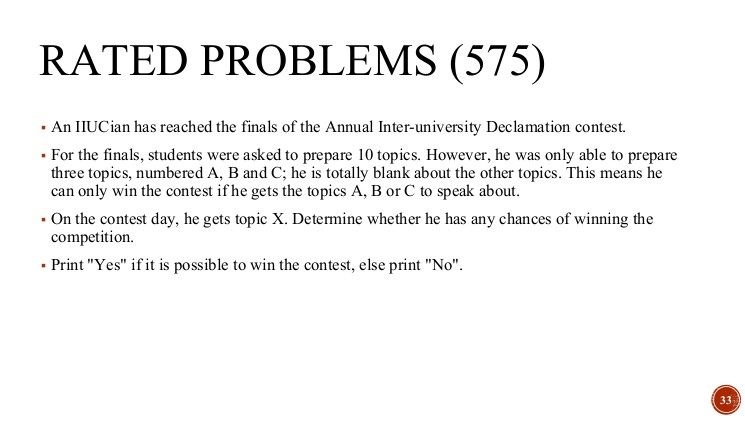 RATED PROBLEMS (575)
▪ An IIUCian has reached the finals of the Annual Inter-university Declamation contest.
▪ For the finals, students were asked to prepare 10 topics. However, he was only able to prepare
three topics, numbered A, B and C; he is totally blank about the other topics. This means he
can only win the contest if he gets the topics A, B or C to speak about.
▪ On the contest day, he gets topic X. Determine whether he has any chances of winning the
competition.
▪ Print "Yes" if it is possible to win the contest, else print "No".
33